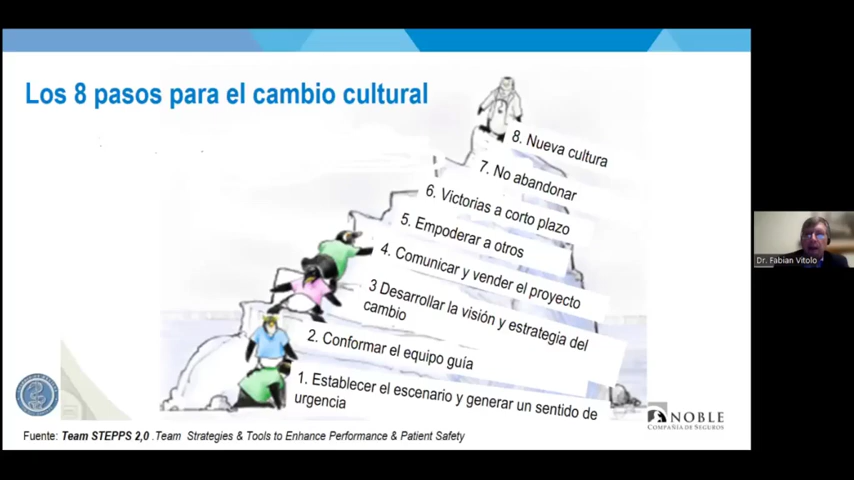 Los 8 pasos para el cambio cultural
8. Nueva cultura
7. No abandonar
6. Victorias a corto plazo
5. Empoderar a otros
4. Comunicar y vender el proyecto
3 Desarrollar la visión y estrategia del
cambio
2. Conformar el equipo guía
1. Establecer el escenario y generar un sentido de
urgencia
NOBLE
COMPAÑÍA DE SEGUROS
Fuente: Team STEPPS 2,0 .Team Strategies & Tools to Enhance Performance & Patient Safety
Dr. Fabian Vitolo